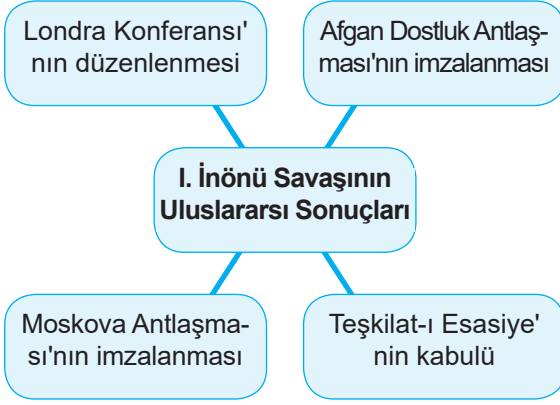 Londra Konferansı'
nın düzenlenmesi
Afgan Dostluk Antlaş-
ması'nın imzalanması
I. İnönü Savaşının
Uluslararsı Sonuçları
Moskova Antlaşma-
sı'nın imzalanması
Teşkilat-ı Esasiye'
nin kabulü